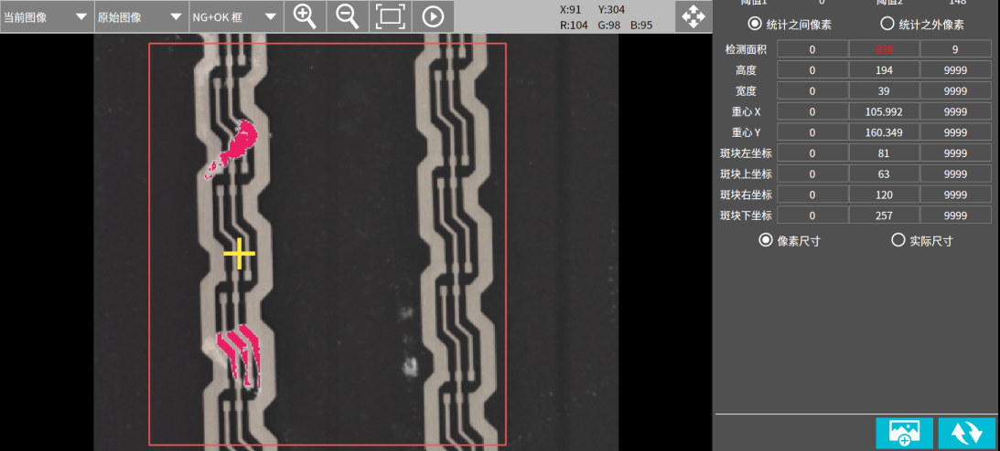 当前图像
原始图像
NG+OK 框
X:91 Y:304
R:104 G:98 B:95
阈值1 0 阈值2 148
统计之间像素 统计之外像素
检测面积 0 838 9
高度 0 194 9999
宽度 0 39 9999
重心 X 0 105.992 9999
重心 Y 0 160.349 9999
斑块左坐标 0 81 9999
斑块上坐标 0 63 9999
斑块右坐标 0 120 9999
斑块下坐标 0 257 9999
像素尺寸 实际尺寸